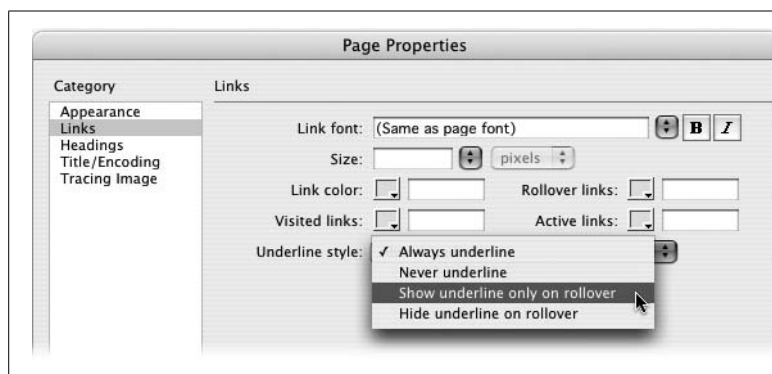 Page Properties
Category
Links
Appearance
Links
Headings
Title/Encoding
Tracing Image
Link font: (Same as page font) B I
Size: pixels
Link color: Rollover links:
Visited links: Active links:
Underline style: ✓ Always underline
Never underline
Show underline only on rollover
Hide underline on rollover